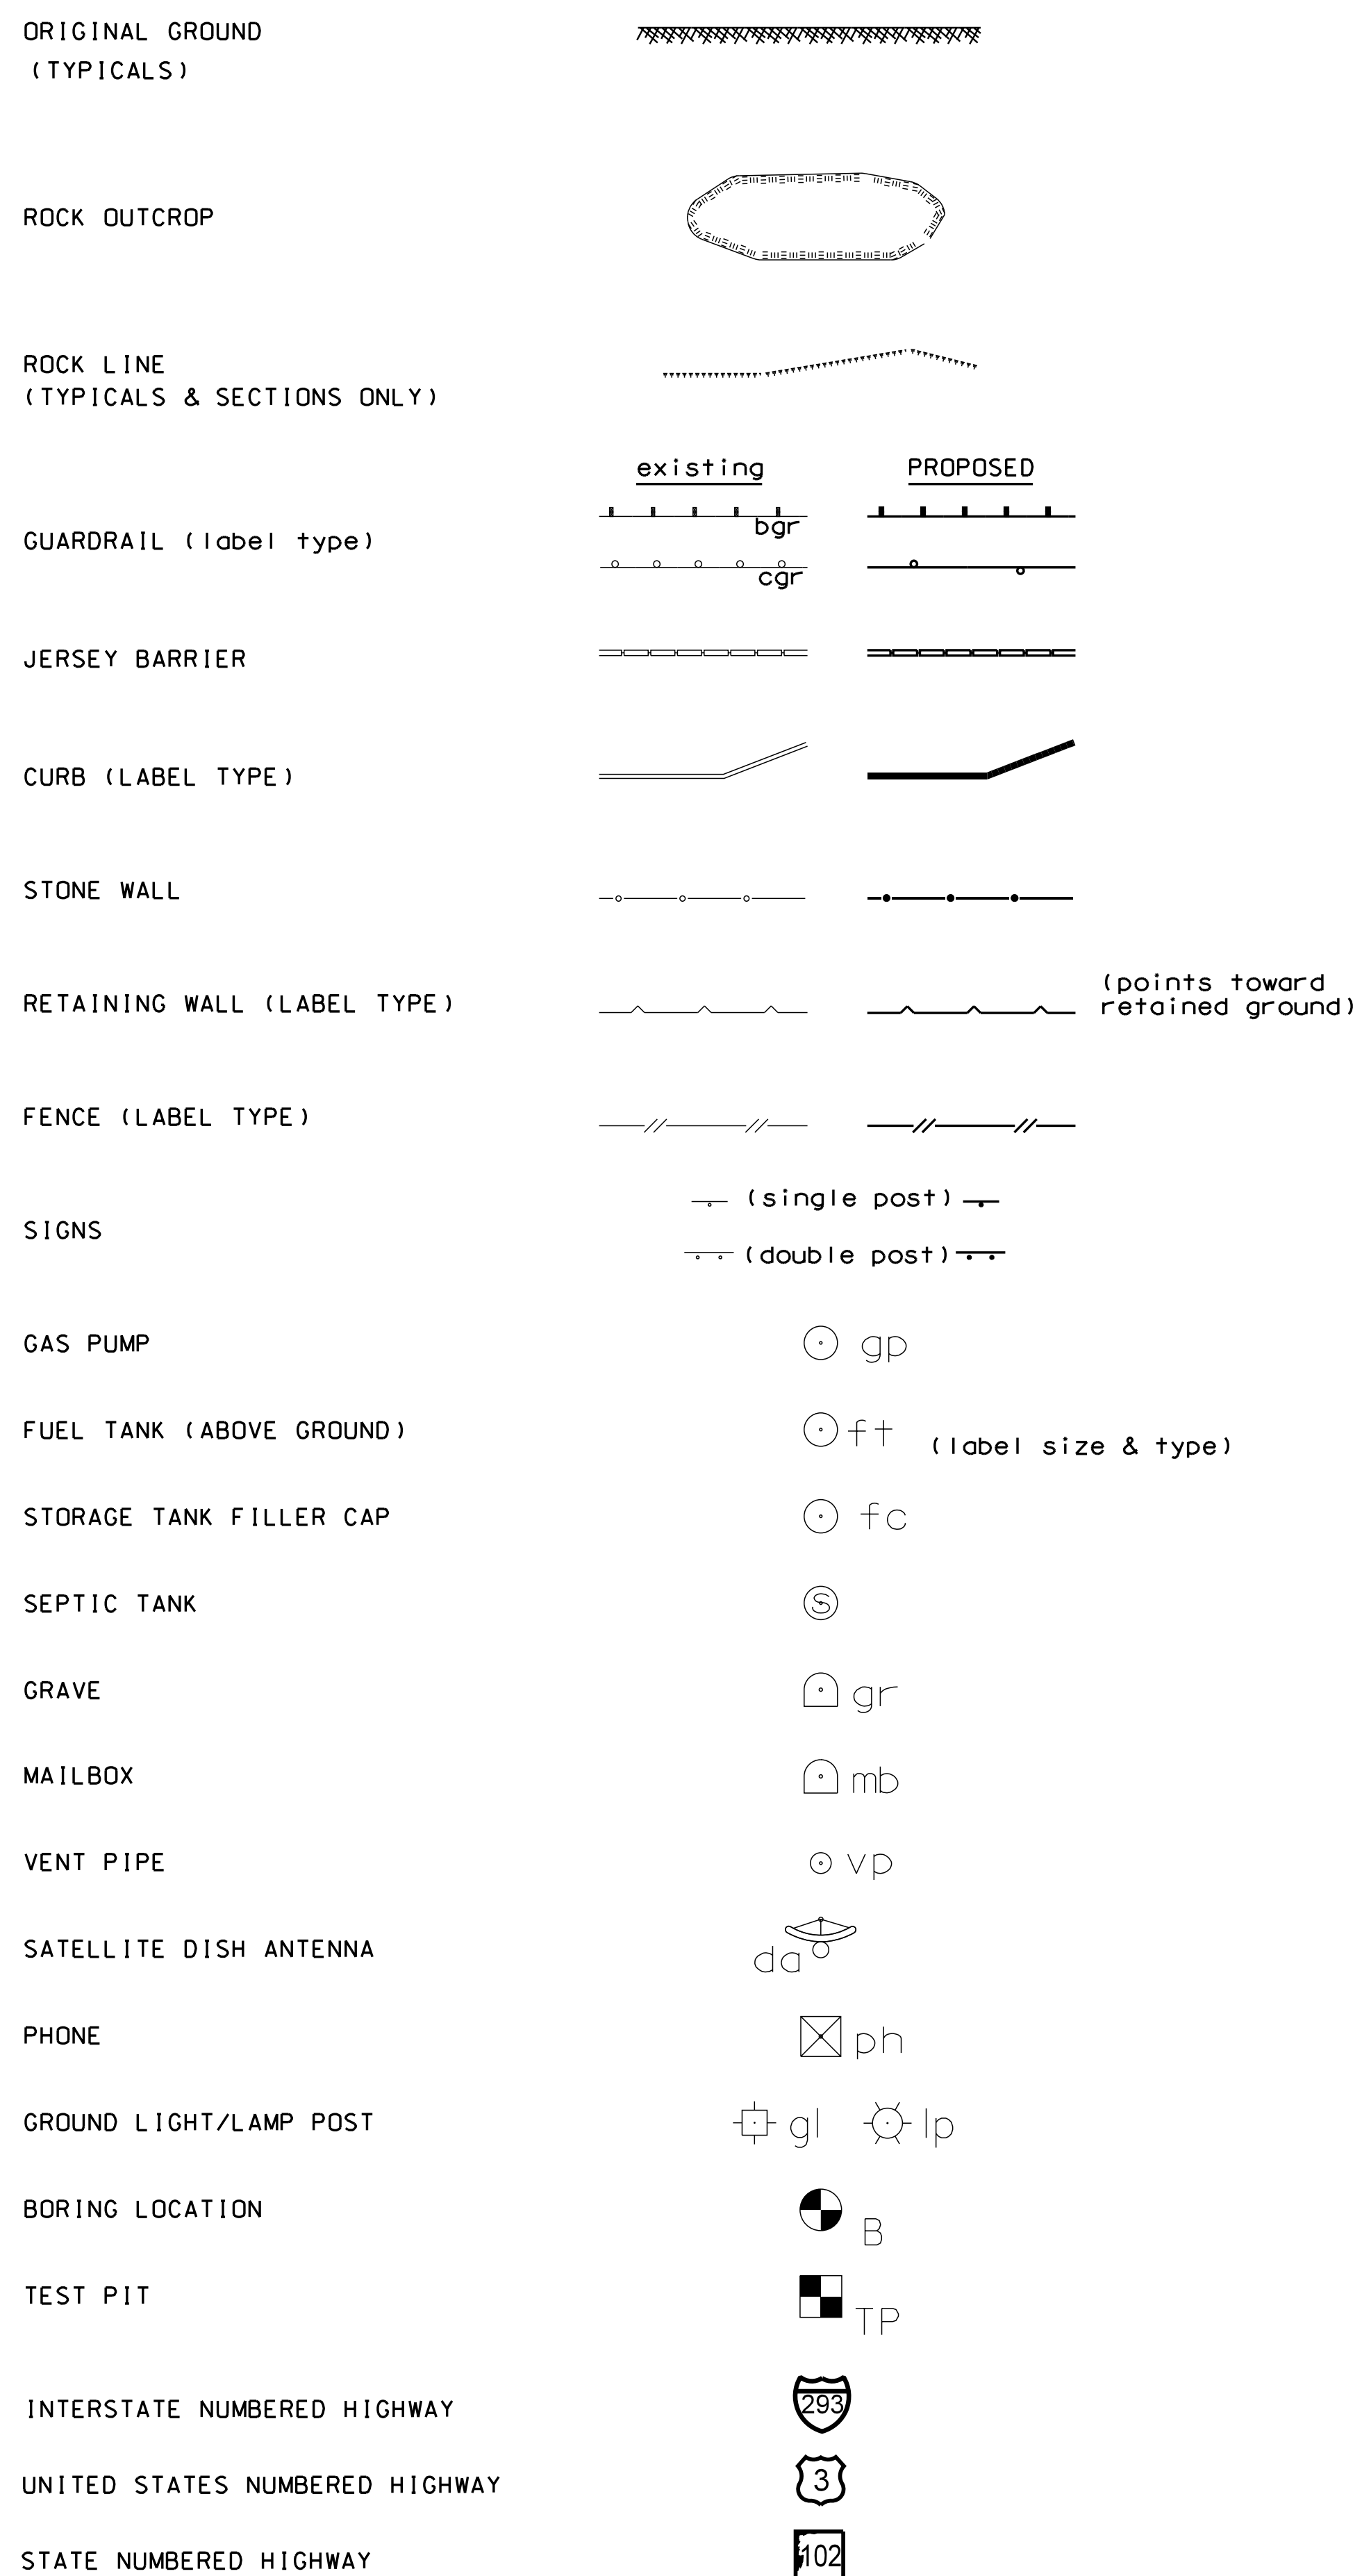 ORIGINAL GROUND
(TYPICALS)
ROCK OUTCROP
ROCK LINE
(TYPICALS & SECTIONS ONLY)
existing PROPOSED
GUARDRAIL (label type) bgr
cgr
JERSEY BARRIER
CURB (LABEL TYPE)
STONE WALL
RETAINING WALL (LABEL TYPE) (points toward
retained ground)
FENCE (LABEL TYPE)
SIGNS (single post)
(double post)
GAS PUMP gp
FUEL TANK (ABOVE GROUND) ft (label size & type)
STORAGE TANK FILLER CAP fc
SEPTIC TANK S
GRAVE gr
MAILBOX mb
VENT PIPE vp
SATELLITE DISH ANTENNA da
PHONE ph
GROUND LIGHT/LAMP POST gl lp
BORING LOCATION B
TEST PIT TP
INTERSTATE NUMBERED HIGHWAY 293
UNITED STATES NUMBERED HIGHWAY 3
STATE NUMBERED HIGHWAY 102